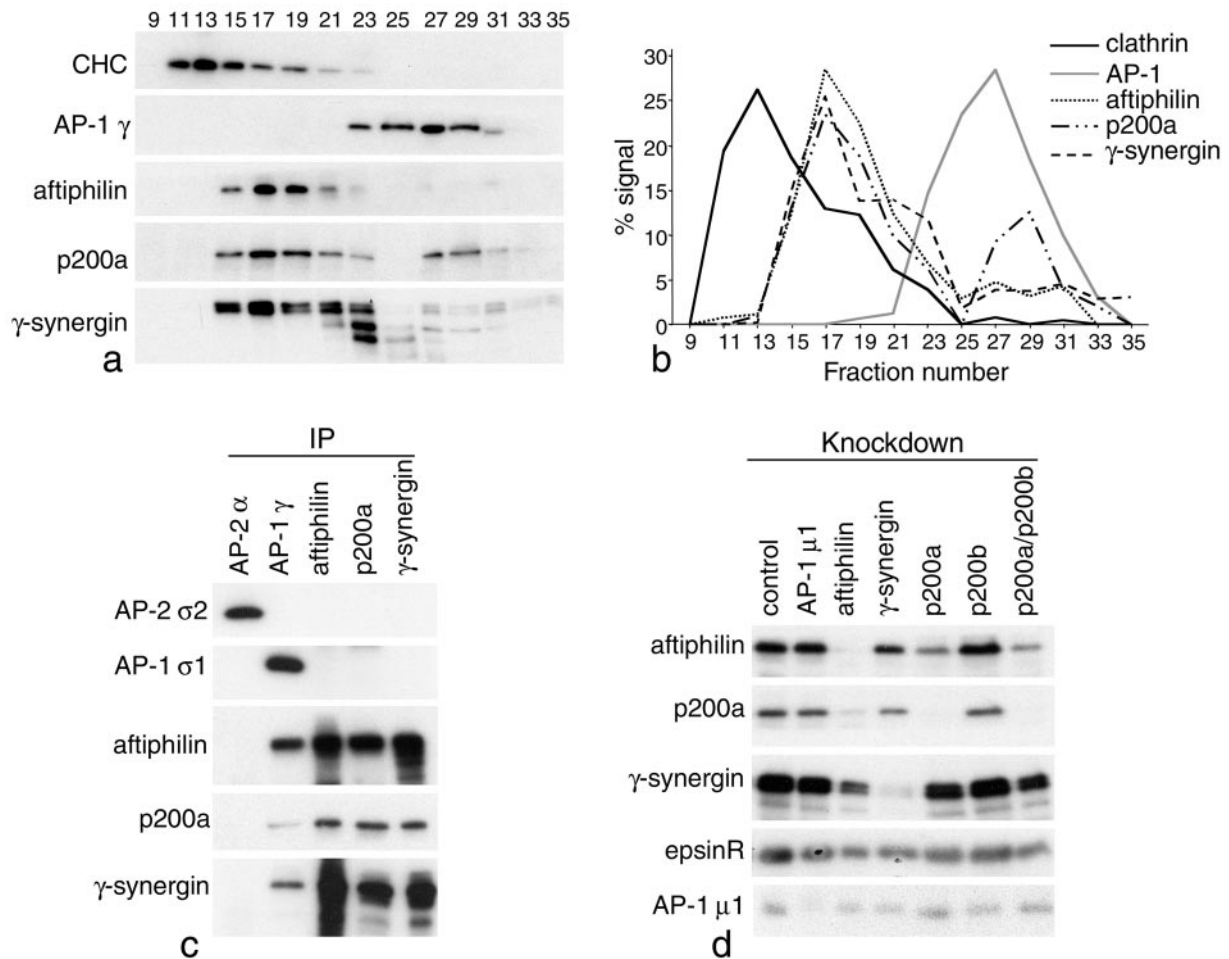 9 11 13 15 17 19 21 23 25 27 29 31 33 35
CHC
AP-1 γ
aftiphilin
p200a
γ-synergin
a
30
25
20
15
10
5
0
% signal
9 11 13 15 17 19 21 23 25 27 29 31 33 35
Fraction number
clathrin
AP-1
aftiphilin
p200a
γ-synergin
b
IP
AP-2 α
AP-1 γ
aftiphilin
p200a
γ-synergin
AP-2 σ2
AP-1 σ1
aftiphilin
p200a
γ-synergin
c
Knockdown
control
AP-1 μ1
aftiphilin
γ-synergin
p200a
p200b
p200a/p200b
aftiphilin
p200a
γ-synergin
epsinR
AP-1 μ1
d